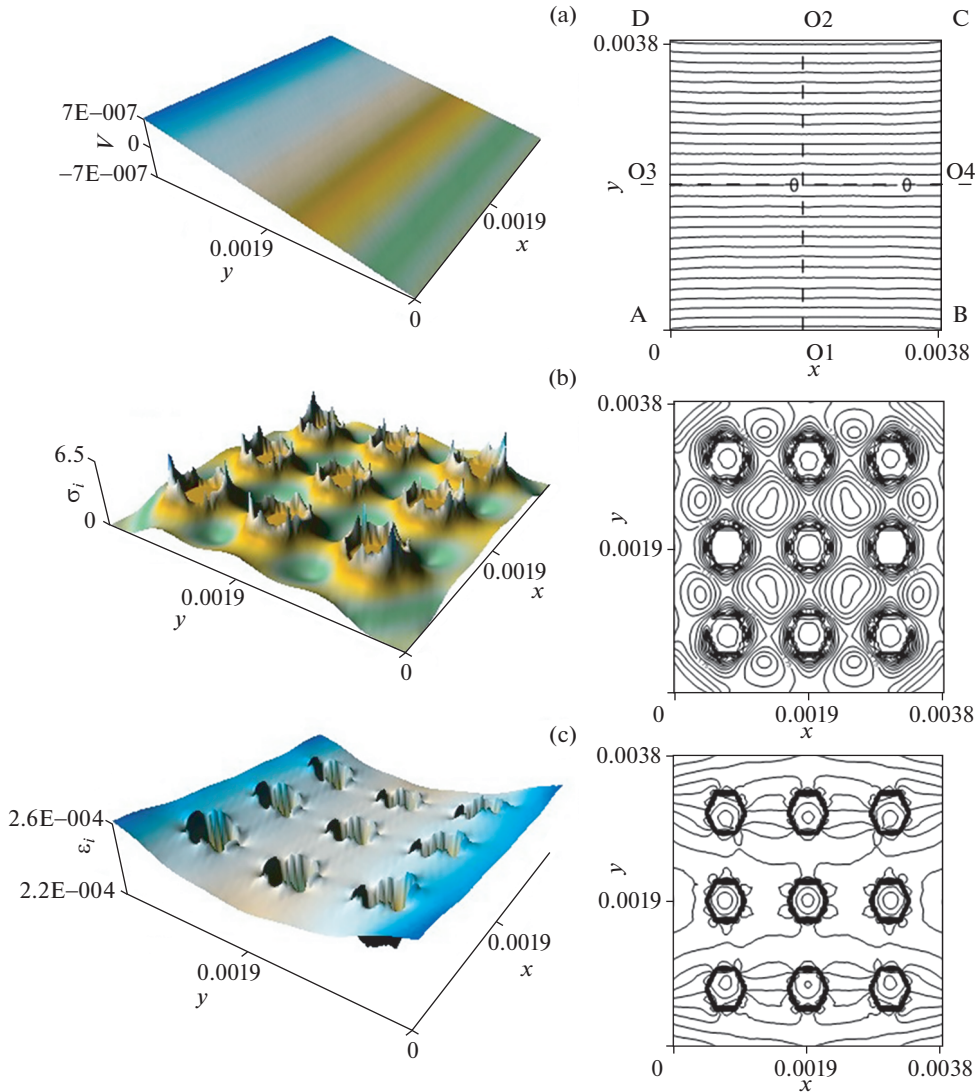 (a)
7E–007
0
–7E–007
V
0.0019
y
0.0019
x
0
D
O2
C
0.0038
O3
y
0
0
O4
A
B
0
O1
0.0038
x
(b)
6.5
σi
0
0.0019
y
0.0019
x
0
0.0038
y
0.0019
0
0.0019
0.0038
x
(c)
2.6E–004
εi
2.2E–004
0.0019
y
0.0019
x
0
0.0038
y
0.0019
0
0.0019
0.0038
x